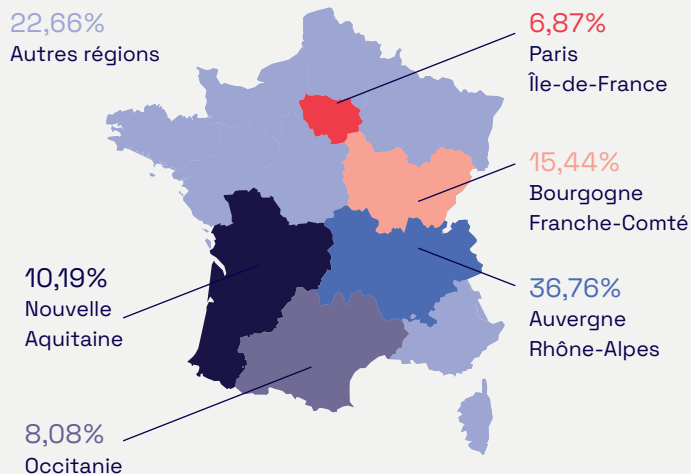 22,66%
Autres régions
6,87%
Paris
Île-de-France
15,44%
Bourgogne
Franche-Comté
10,19%
Nouvelle
Aquitaine
36,76%
Auvergne
Rhône-Alpes
8,08%
Occitanie